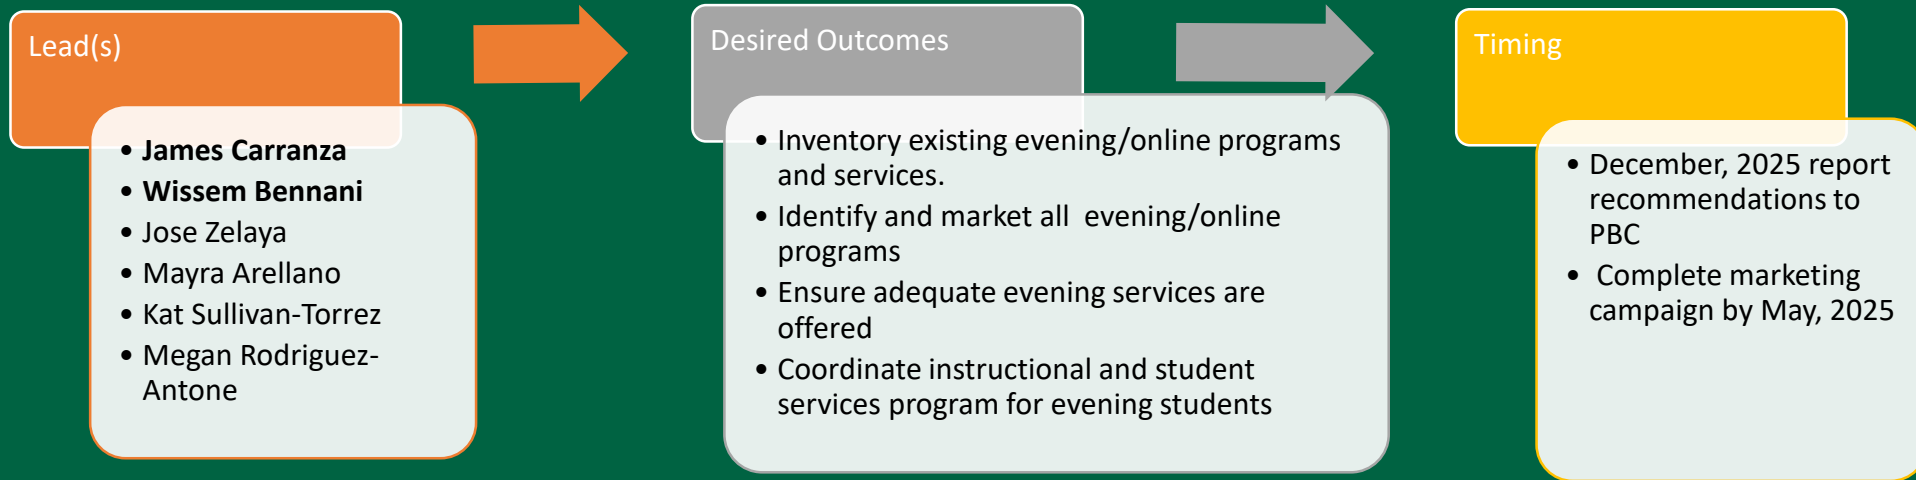 Lead(s)
• James Carranza
• Wissem Bennani
• Jose Zelaya
• Mayra Arellano
• Kat Sullivan-Torrez
• Megan Rodriguez-
Antone
Desired Outcomes
• Inventory existing evening/online programs
and services.
• Identify and market all  evening/online
programs
• Ensure adequate evening services are
offered
• Coordinate instructional and student
services program for evening students
Timing
• December, 2025 report
recommendations to
PBC
•  Complete marketing
campaign by May, 2025